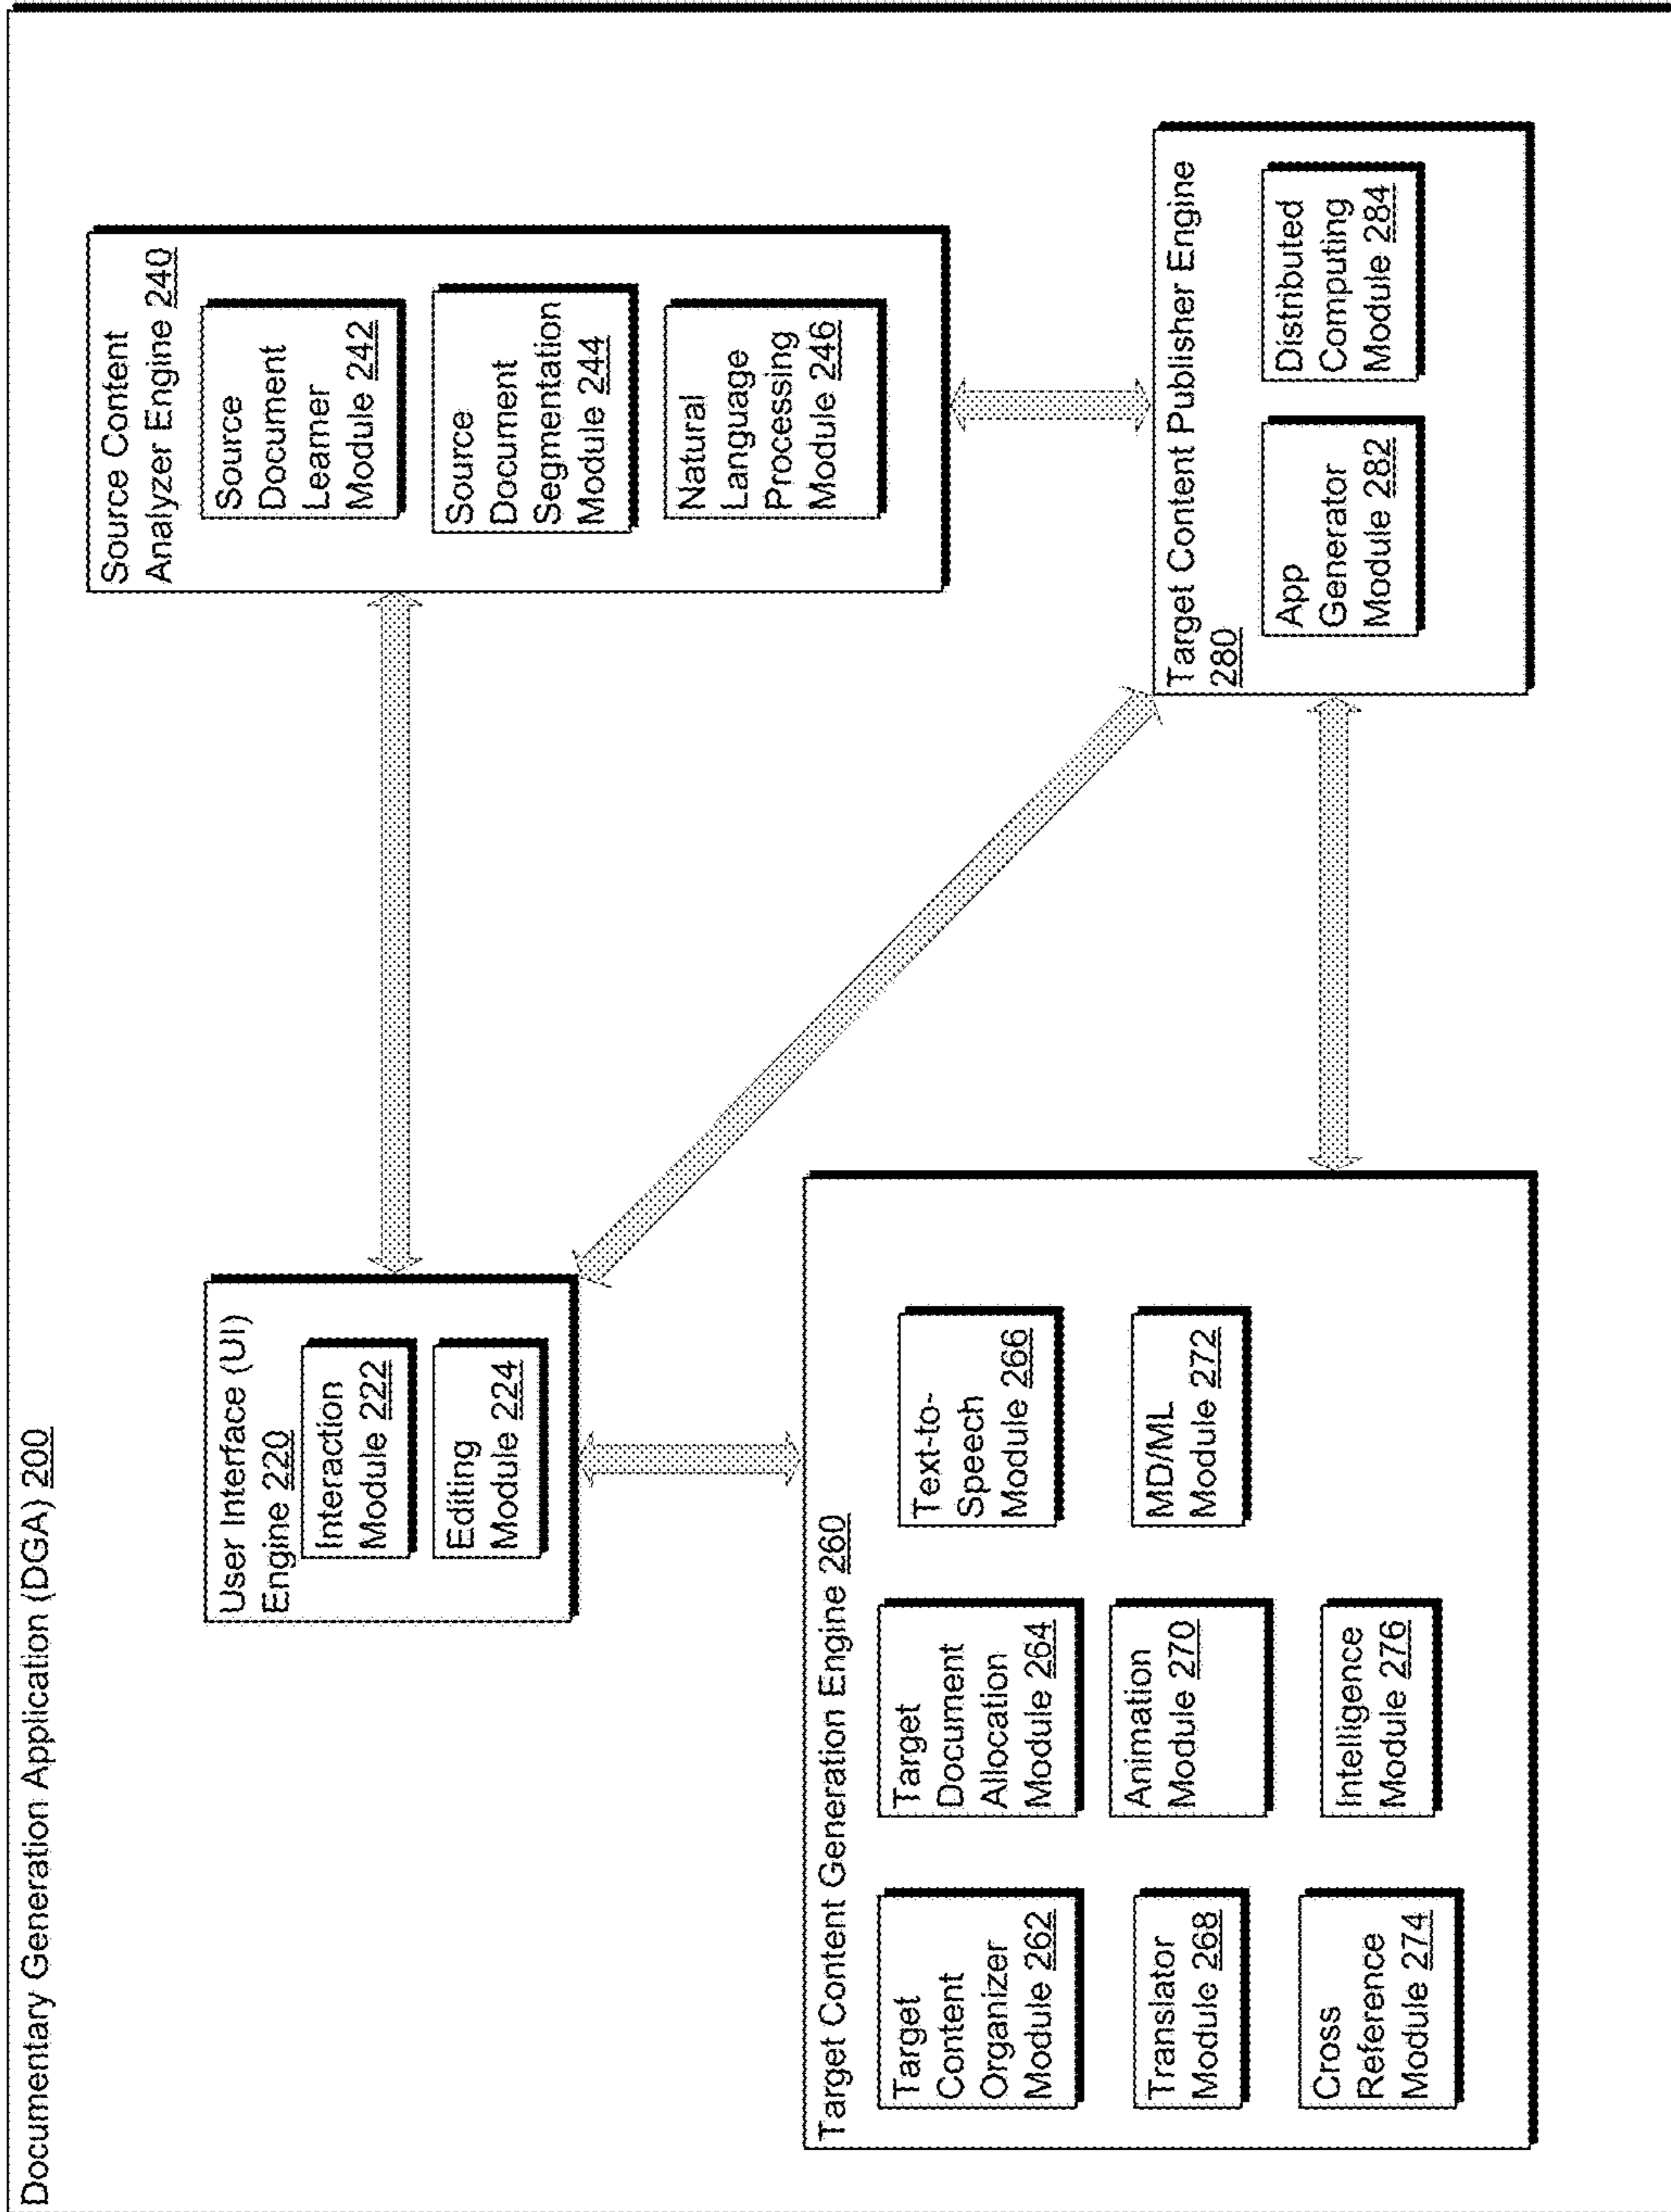 Documentary Generation Application (DGA) 200
User Interface (UI)
Engine 220
Interaction
Module 222
Editing
Module 224
Source Content
Analyzer Engine 240
Source
Document
Learner
Module 242
Source
Document
Segmentation
Module 244
Natural
Language
Processing
Module 246
Target Content Generation Engine 260
Target
Content
Organizer
Module 262
Target
Document
Allocation
Module 264
Text-to-
Speech
Module 266
Translator
Module 268
Animation
Module 270
MD/ML
Module 272
Cross
Reference
Module 274
Intelligence
Module 276
Target Content Publisher Engine
280
App
Generator
Module 282
Distributed
Computing
Module 284